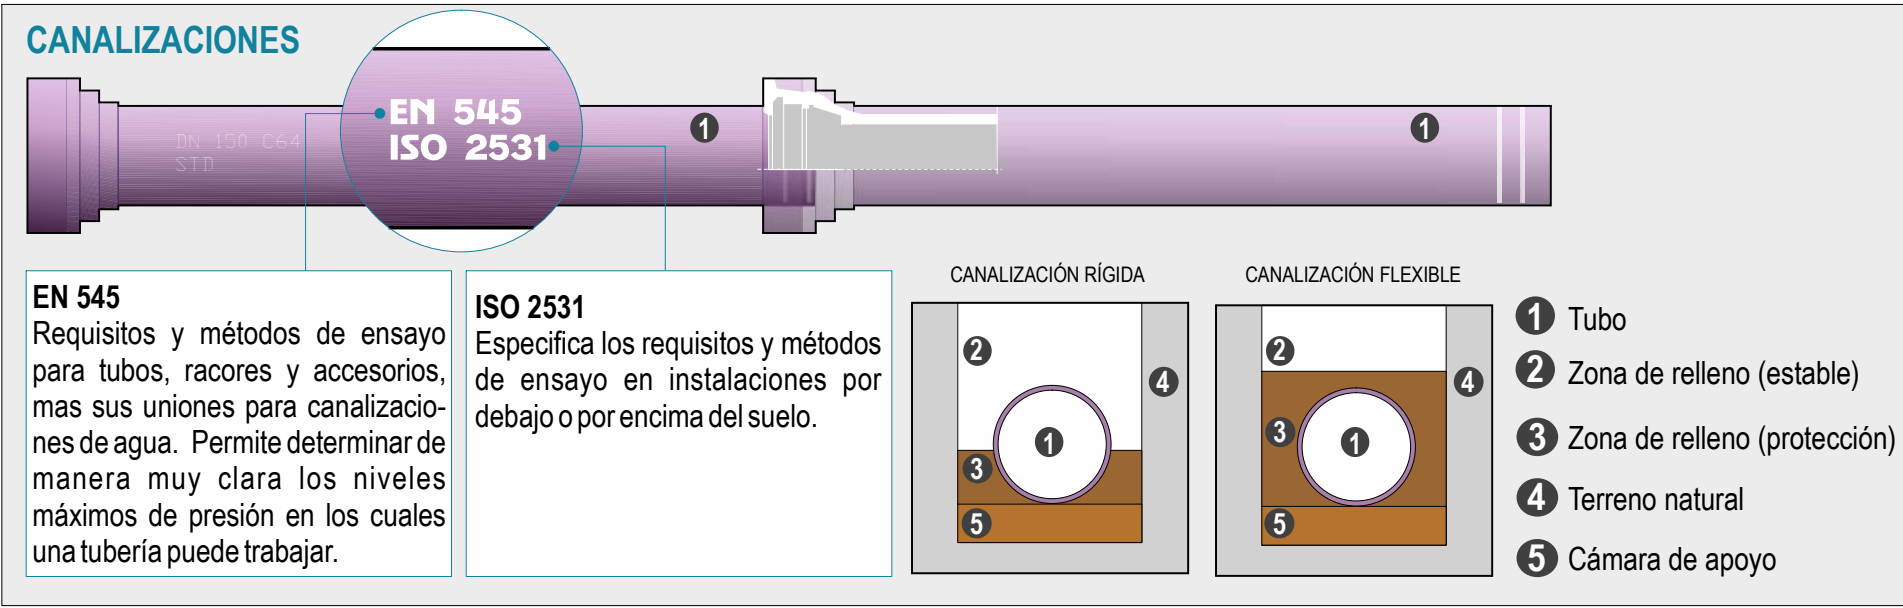 CANALIZACIONES
DN 150 C64
STD
EN 545
ISO 2531
1
1
EN 545
Requisitos y métodos de ensayo
para tubos, racores y accesorios,
mas sus uniones para canalizacio-
nes de agua. Permite determinar de
manera muy clara los niveles
máximos de presión en los cuales
una tubería puede trabajar.
ISO 2531
Especifica los requisitos y métodos
de ensayo en instalaciones por
debajo o por encima del suelo.
CANALIZACIÓN RÍGIDA
2
4
1
3
5
CANALIZACIÓN FLEXIBLE
2
4
3
1
5
1 Tubo
2 Zona de relleno (estable)
3 Zona de relleno (protección)
4 Terreno natural
5 Cámara de apoyo